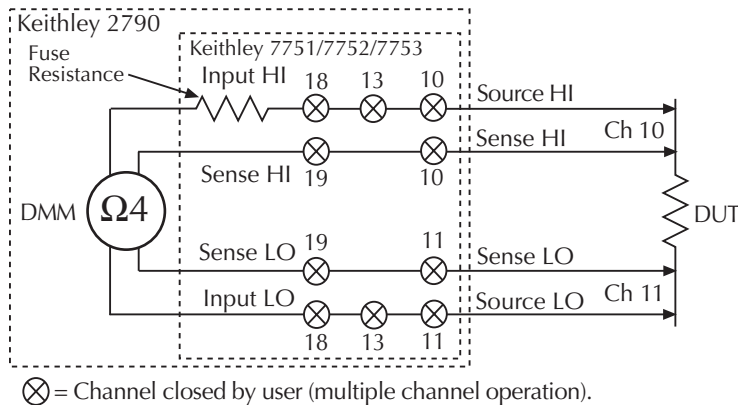 Keithley 2790
Fuse
Resistance
Keithley 7751/7752/7753
Input HI
18
13
10
Source HI
Ch 10
Sense HI
Sense HI
19
10
DMM
Ω4
DUT
19
11
Sense LO
Sense LO
Input LO
Source LO
Ch 11
18
13
11
= Channel closed by user (multiple channel operation).